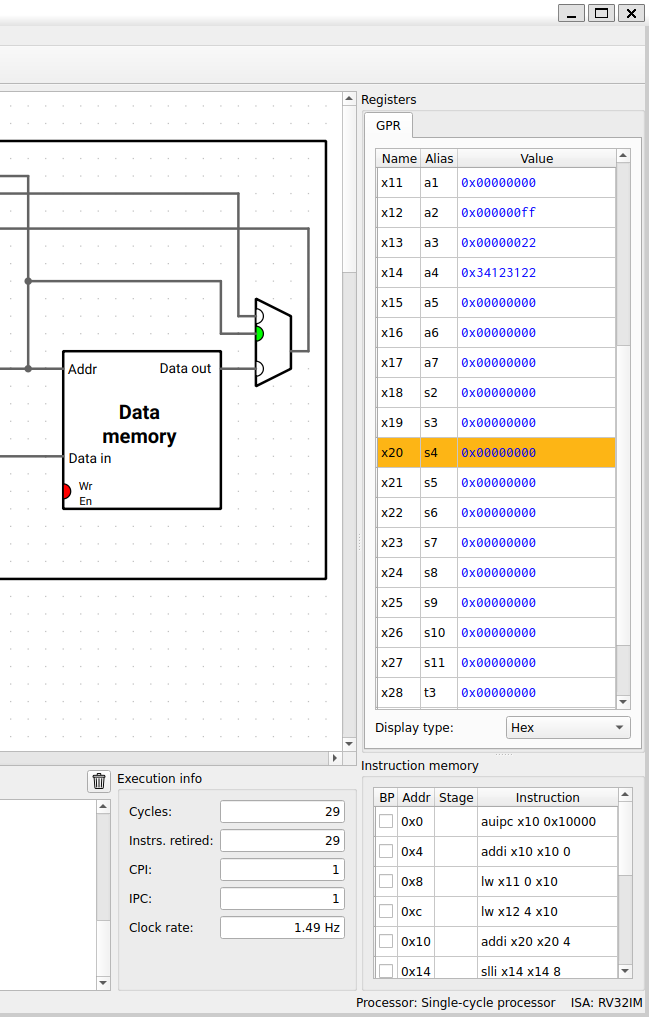 Registers
GPR
Name Alias Value
x11 a1 0x00000000
x12 a2 0x000000ff
x13 a3 0x00000022
x14 a4 0x34123122
x15 a5 0x00000000
x16 a6 0x00000000
x17 a7 0x00000000
x18 s2 0x00000000
x19 s3 0x00000000
x20 s4 0x00000000
x21 s5 0x00000000
x22 s6 0x00000000
x23 s7 0x00000000
x24 s8 0x00000000
x25 s9 0x00000000
x26 s10 0x00000000
x27 s11 0x00000000
x28 t3 0x00000000
Display type: Hex
Addr Data out
Data
memory
Data in
Wr
En
Execution info
Cycles: 29
Instrs. retired: 29
CPI: 1
IPC: 1
Clock rate: 1.49 Hz
Instruction memory
BP Addr Stage Instruction
0x0 auipc x10 0x10000
0x4 addi x10 x10 0
0x8 lw x11 0 x10
0xc lw x12 4 x10
0x10 addi x20 x20 4
0x14 slli x14 x14 8
Processor: Single-cycle processor ISA: RV32IM